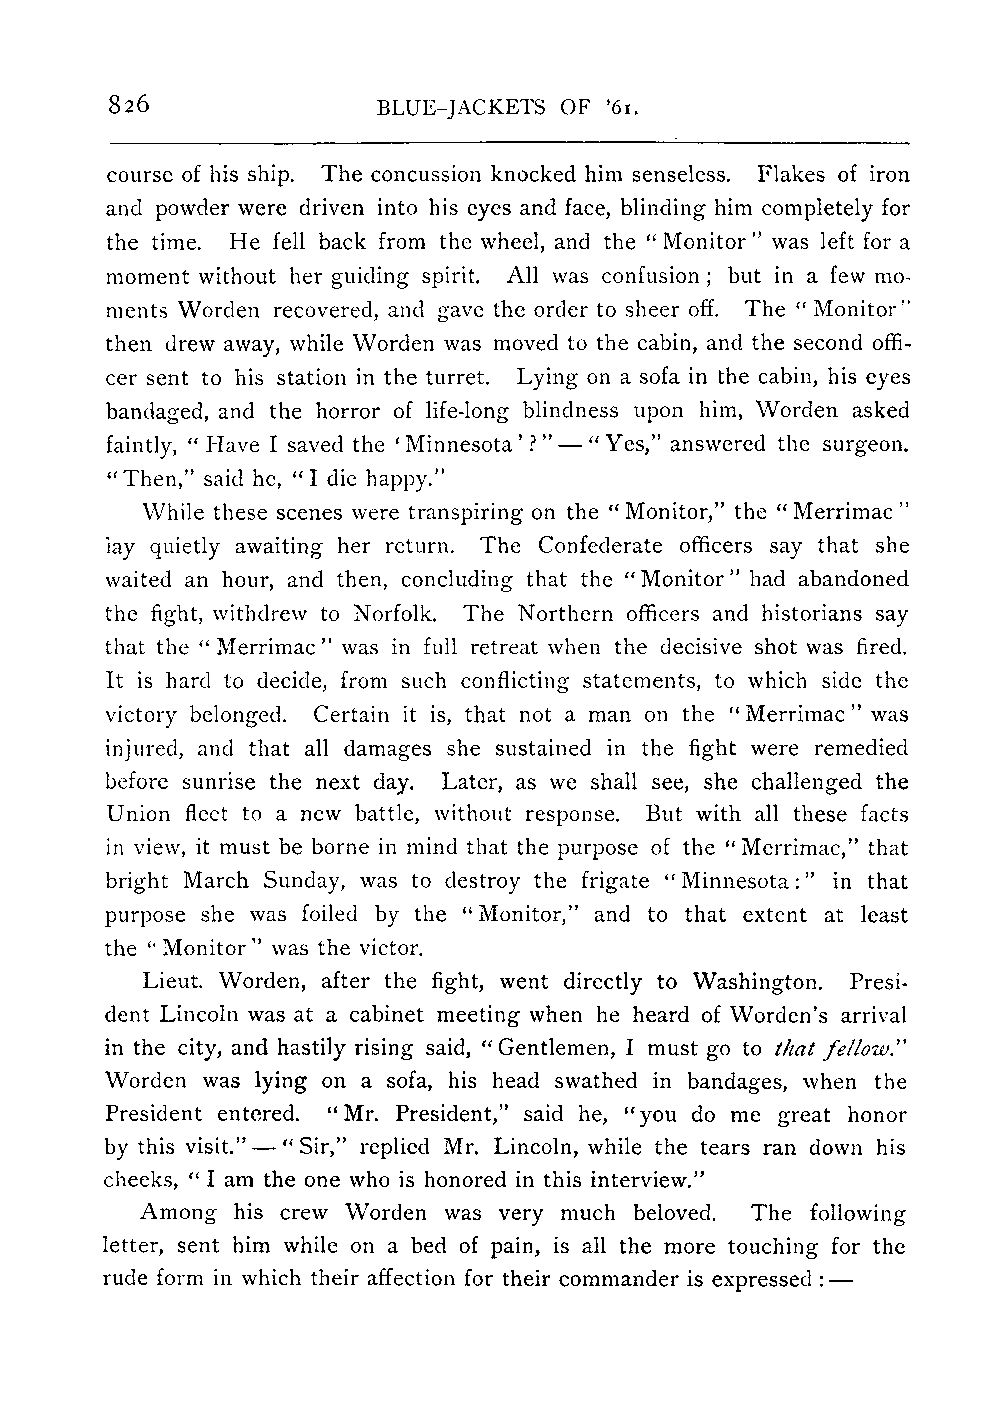 826 BLUE-JACKETS OF '61.
course of his ship. The concussion knocked him senseless. Flakes of iron
and powder were driven into his eyes and face, blinding him completely for
the time. He fell back from the wheel, and the "Monitor" was left for a
moment without her guiding spirit. All was confusion; but in a few mo-
ments Worden recovered, and gave the order to sheer off. The "Monitor"
then drew away, while Worden was moved to the cabin, and the second offi-
cer sent to his station in the turret. Lying on a sofa in the cabin, his eyes
bandaged, and the horror of life-long blindness upon him, Worden asked
faintly, "Have I saved the 'Minnesota'?" — "Yes," answered the surgeon.
"Then," said he, "I die happy."
While these scenes were transpiring on the "Monitor," the "Merrimac"
lay quietly awaiting her return. The Confederate officers say that she
waited an hour, and then, concluding that the "Monitor" had abandoned
the fight, withdrew to Norfolk. The Northern officers and historians say
that the "Merrimac" was in full retreat when the decisive shot was fired.
It is hard to decide, from such conflicting statements, to which side the
victory belonged. Certain it is, that not a man on the "Merrimac" was
injured, and that all damages she sustained in the fight were remedied
before sunrise the next day. Later, as we shall see, she challenged the
Union fleet to a new battle, without response. But with all these facts
in view, it must be borne in mind that the purpose of the "Merrimac," that
bright March Sunday, was to destroy the frigate "Minnesota:" in that
purpose she was foiled by the "Monitor," and to that extent at least
the "Monitor" was the victor.
Lieut. Worden, after the fight, went directly to Washington. Presi-
dent Lincoln was at a cabinet meeting when he heard of Worden's arrival
in the city, and hastily rising said, "Gentlemen, I must go to that fellow."
Worden was lying on a sofa, his head swathed in bandages, when the
President entered. "Mr. President," said he, "you do me great honor
by this visit." — "Sir," replied Mr. Lincoln, while the tears ran down his
cheeks, "I am the one who is honored in this interview."
Among his crew Worden was very much beloved. The following
letter, sent him while on a bed of pain, is all the more touching for the
rude form in which their affection for their commander is expressed: —